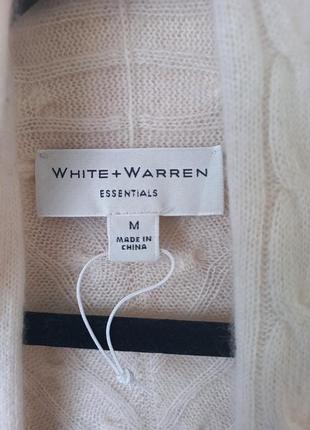 WHITE+WARREN
ESSENTIALS
M
MADE IN
CHINA